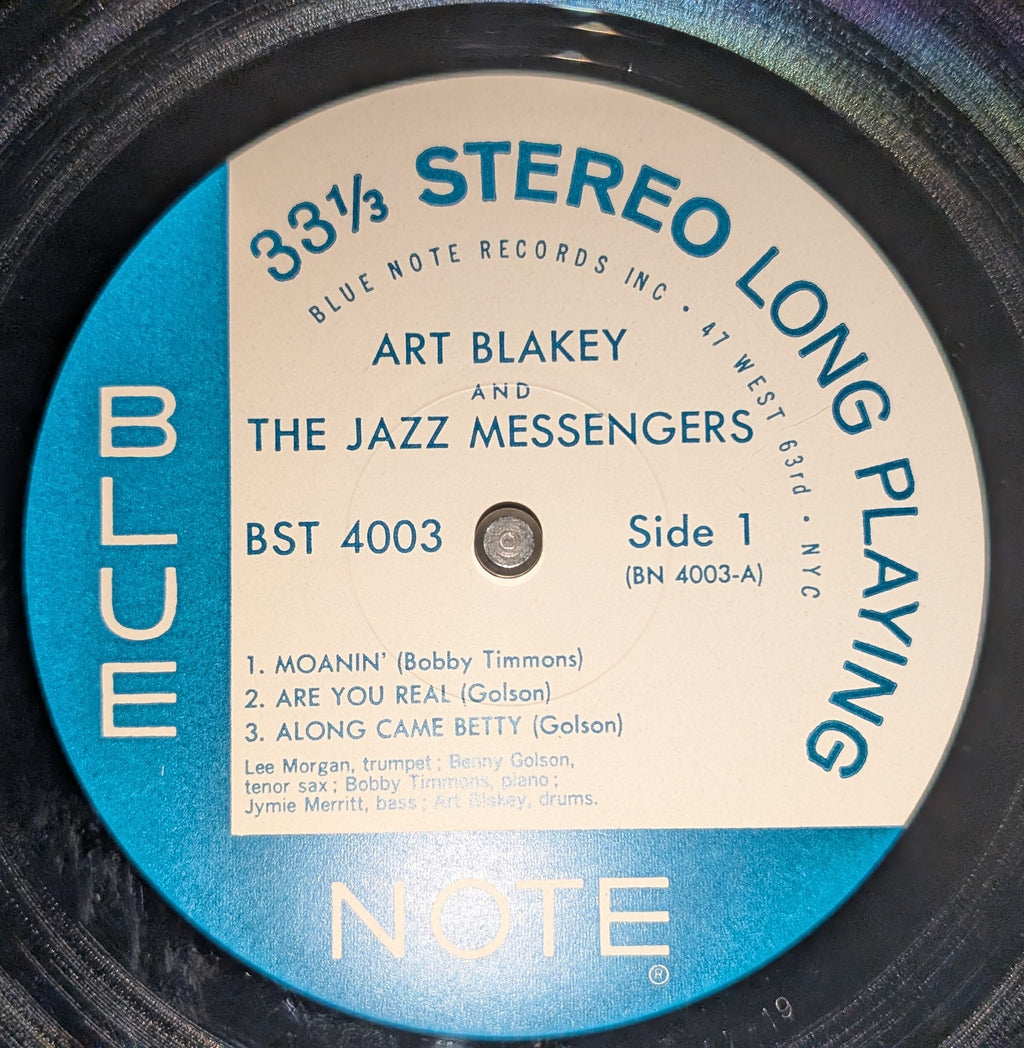 33⅓ STEREO LONG PLAYING
BLUE NOTE RECORDS INC · 47 WEST 63rd · NYC
ART BLAKEY
AND
THE JAZZ MESSENGERS
BST 4003
Side 1
(BN 4003-A)
1. MOANIN' (Bobby Timmons)
2. ARE YOU REAL (Golson)
3. ALONG CAME BETTY (Golson)
Lee Morgan, trumpet; Benny Golson,
tenor sax; Bobby Timmons, piano;
Jymie Merritt, bass; Art Blakey, drums.
BLUE
NOTE
®
19